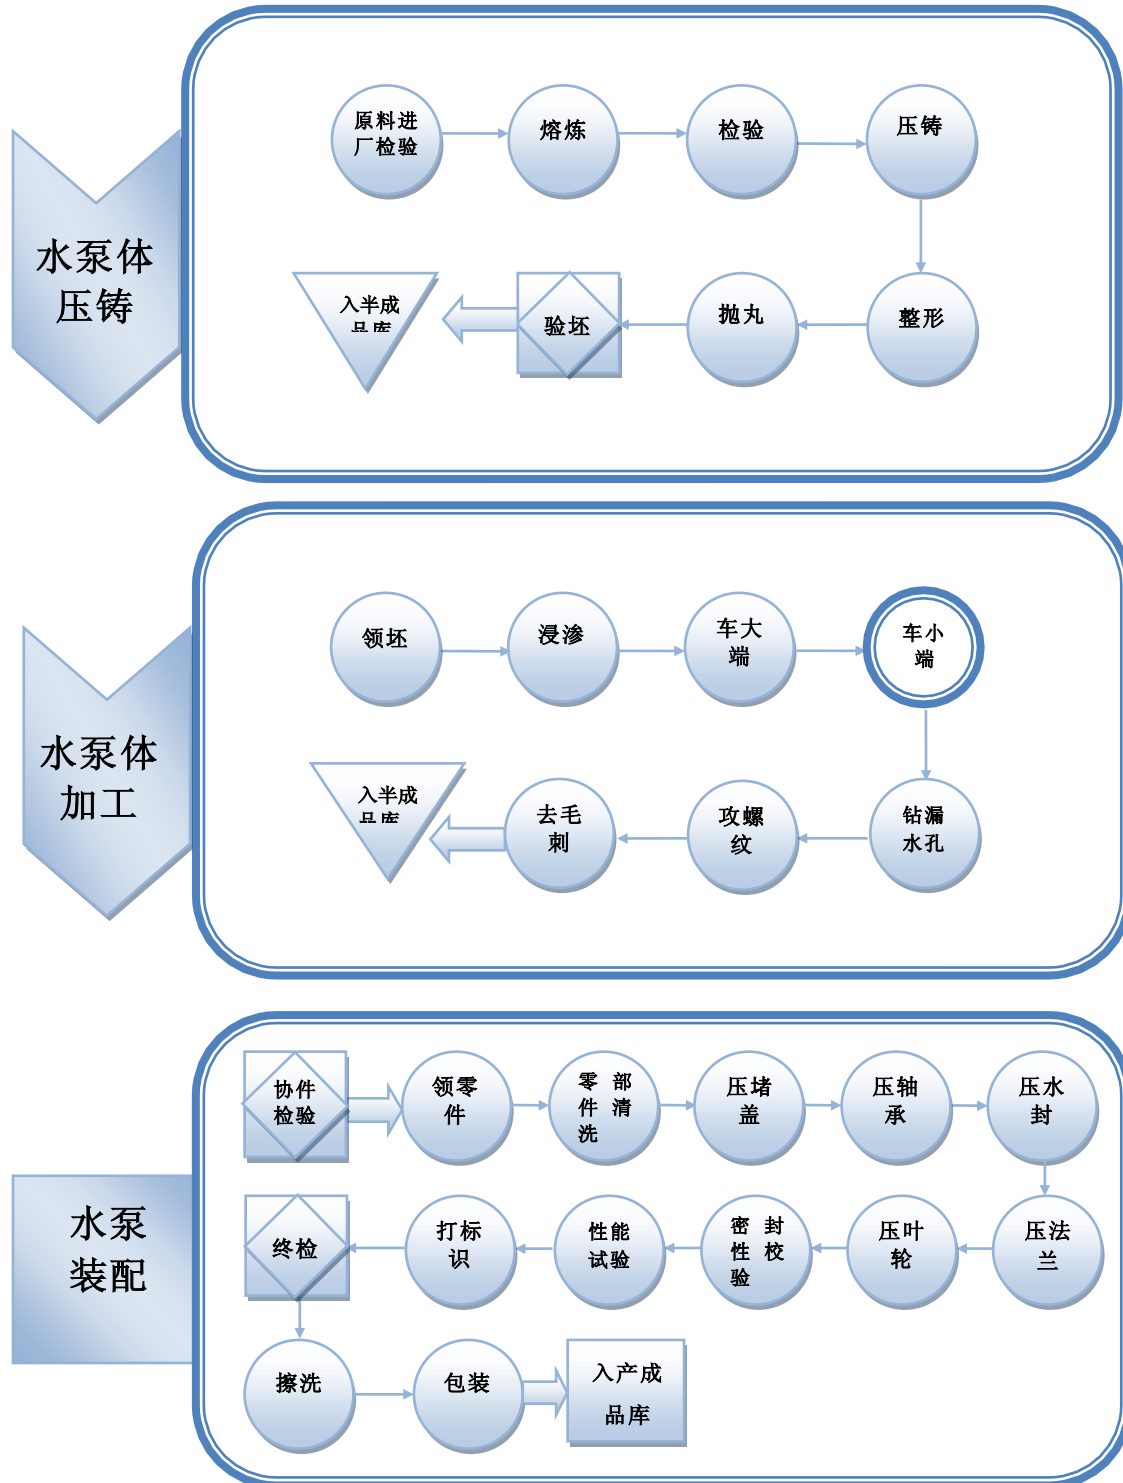 水泵体
压铸
原料进
厂检验
熔炼
检验
压铸
整形
抛丸
验坯
入半成
品库
水泵体
加工
领坯
浸渗
车大
端
车小
端
钻漏
水孔
攻螺
纹
去毛
刺
入半成
品库
水泵
装配
协件
检验
领零
件
零 部
件 清
洗
压堵
盖
压轴
承
压水
封
压法
兰
压叶
轮
密 封
性 校
验
性能
试验
打标
识
终检
擦洗
包装
入产成
品库